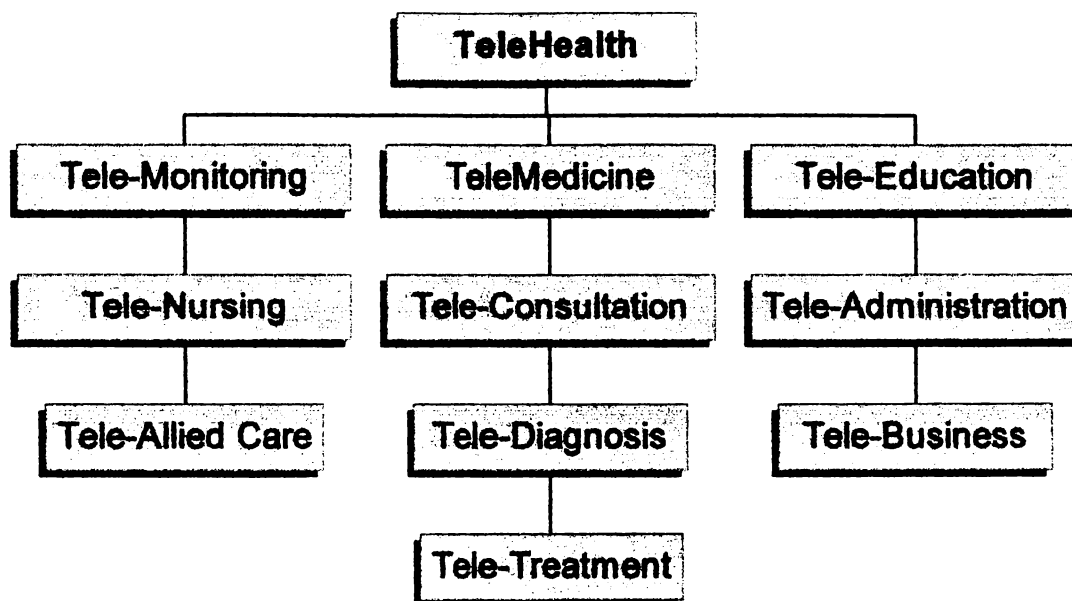 TeleHealth
Tele-Monitoring
TeleMedicine
Tele-Education
Tele-Nursing
Tele-Consultation
Tele-Administration
Tele-Allied Care
Tele-Diagnosis
Tele-Business
Tele-Treatment